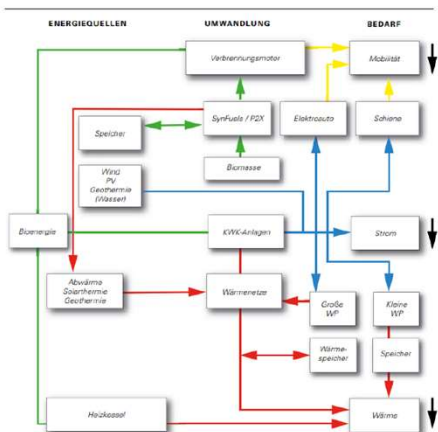 ENERGIEQUELLEN
UMWANDLUNG
BEDARF
Verbrennungsmotor
Mobilität
Speicher
SynFuels / P2X
Elektroauto
Schiene
Wind
PV
Geothermie
(Wasser)
Biomasse
Bioenergie
KWK-Anlagen
Strom
Abwärme
Solarthermie
Geothermie
Wärmenetze
Große
WP
Kleine
WP
Wärme-
speicher
Speicher
Heizkessel
Wärme